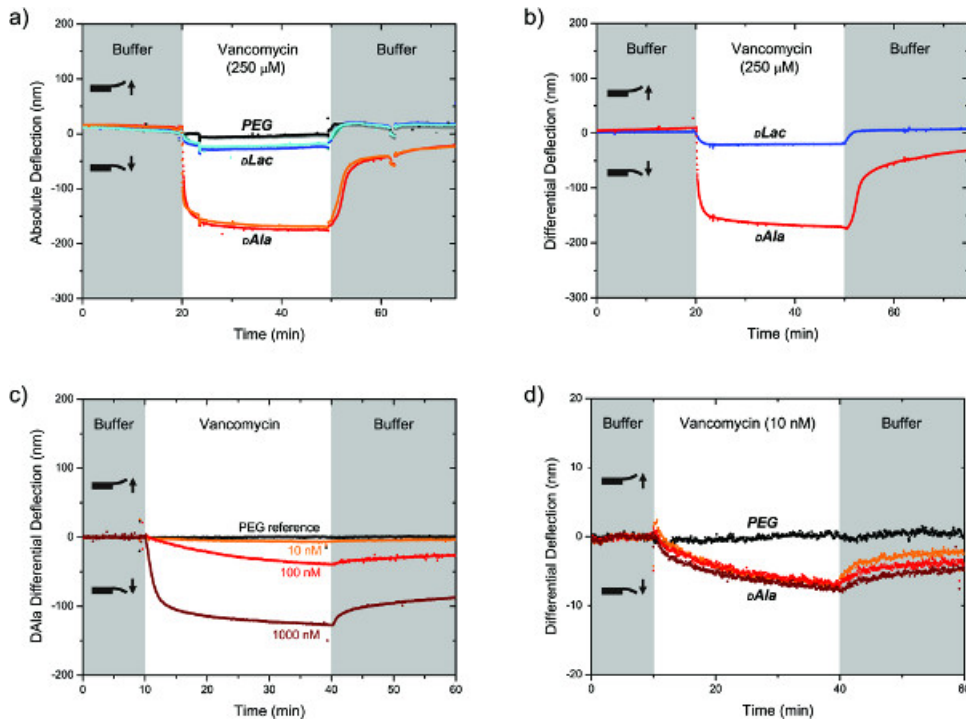 a)
200
100
0
-100
-200
-300
Absolute Deflection (nm)
Buffer
Vancomycin
(250 μM)
Buffer
PEG
DLac
DAla
0
20
40
60
Time (min)
b)
200
100
0
-100
-200
-300
Differential Deflection (nm)
Buffer
Vancomycin
(250 μM)
Buffer
DLac
DAla
0
20
40
60
Time (min)
c)
200
100
0
-100
-200
DAla Differential Deflection (nm)
Buffer
Vancomycin
Buffer
PEG reference
10 nM
100 nM
1000 nM
0
10
20
30
40
50
60
Time (min)
d)
20
10
0
-10
-20
Differential Deflection (nm)
Buffer
Vancomycin (10 nM)
Buffer
PEG
DAla
0
10
20
30
40
50
60
Time (min)